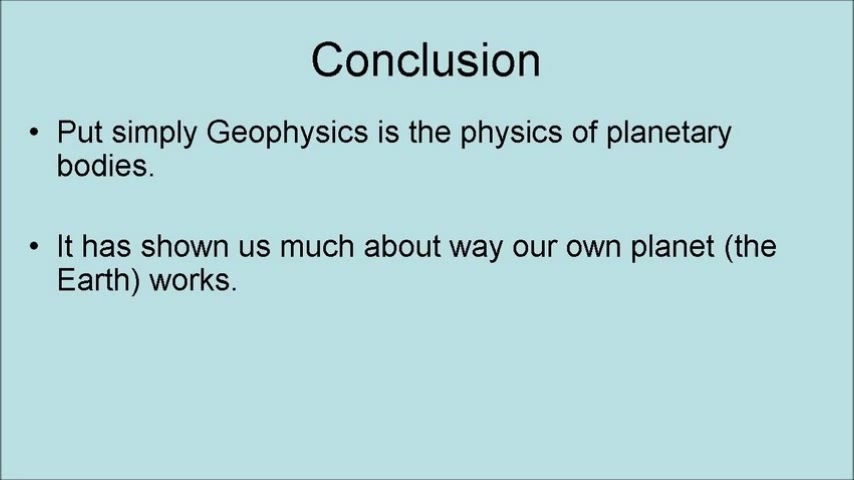 Conclusion
• Put simply Geophysics is the physics of planetary
bodies.
• It has shown us much about way our own planet (the
Earth) works.